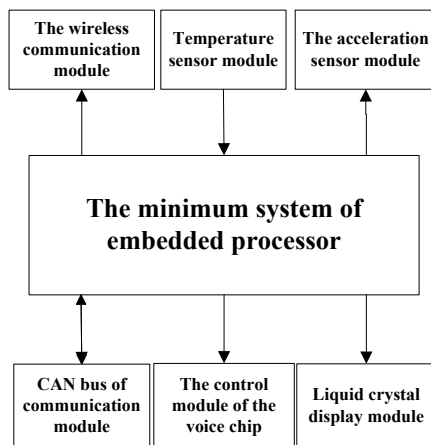 The wireless
communication
module
Temperature
sensor module
The acceleration
sensor module
The minimum system of
embedded processor
CAN bus of
communication
module
The control
module of the
voice chip
Liquid crystal
display module